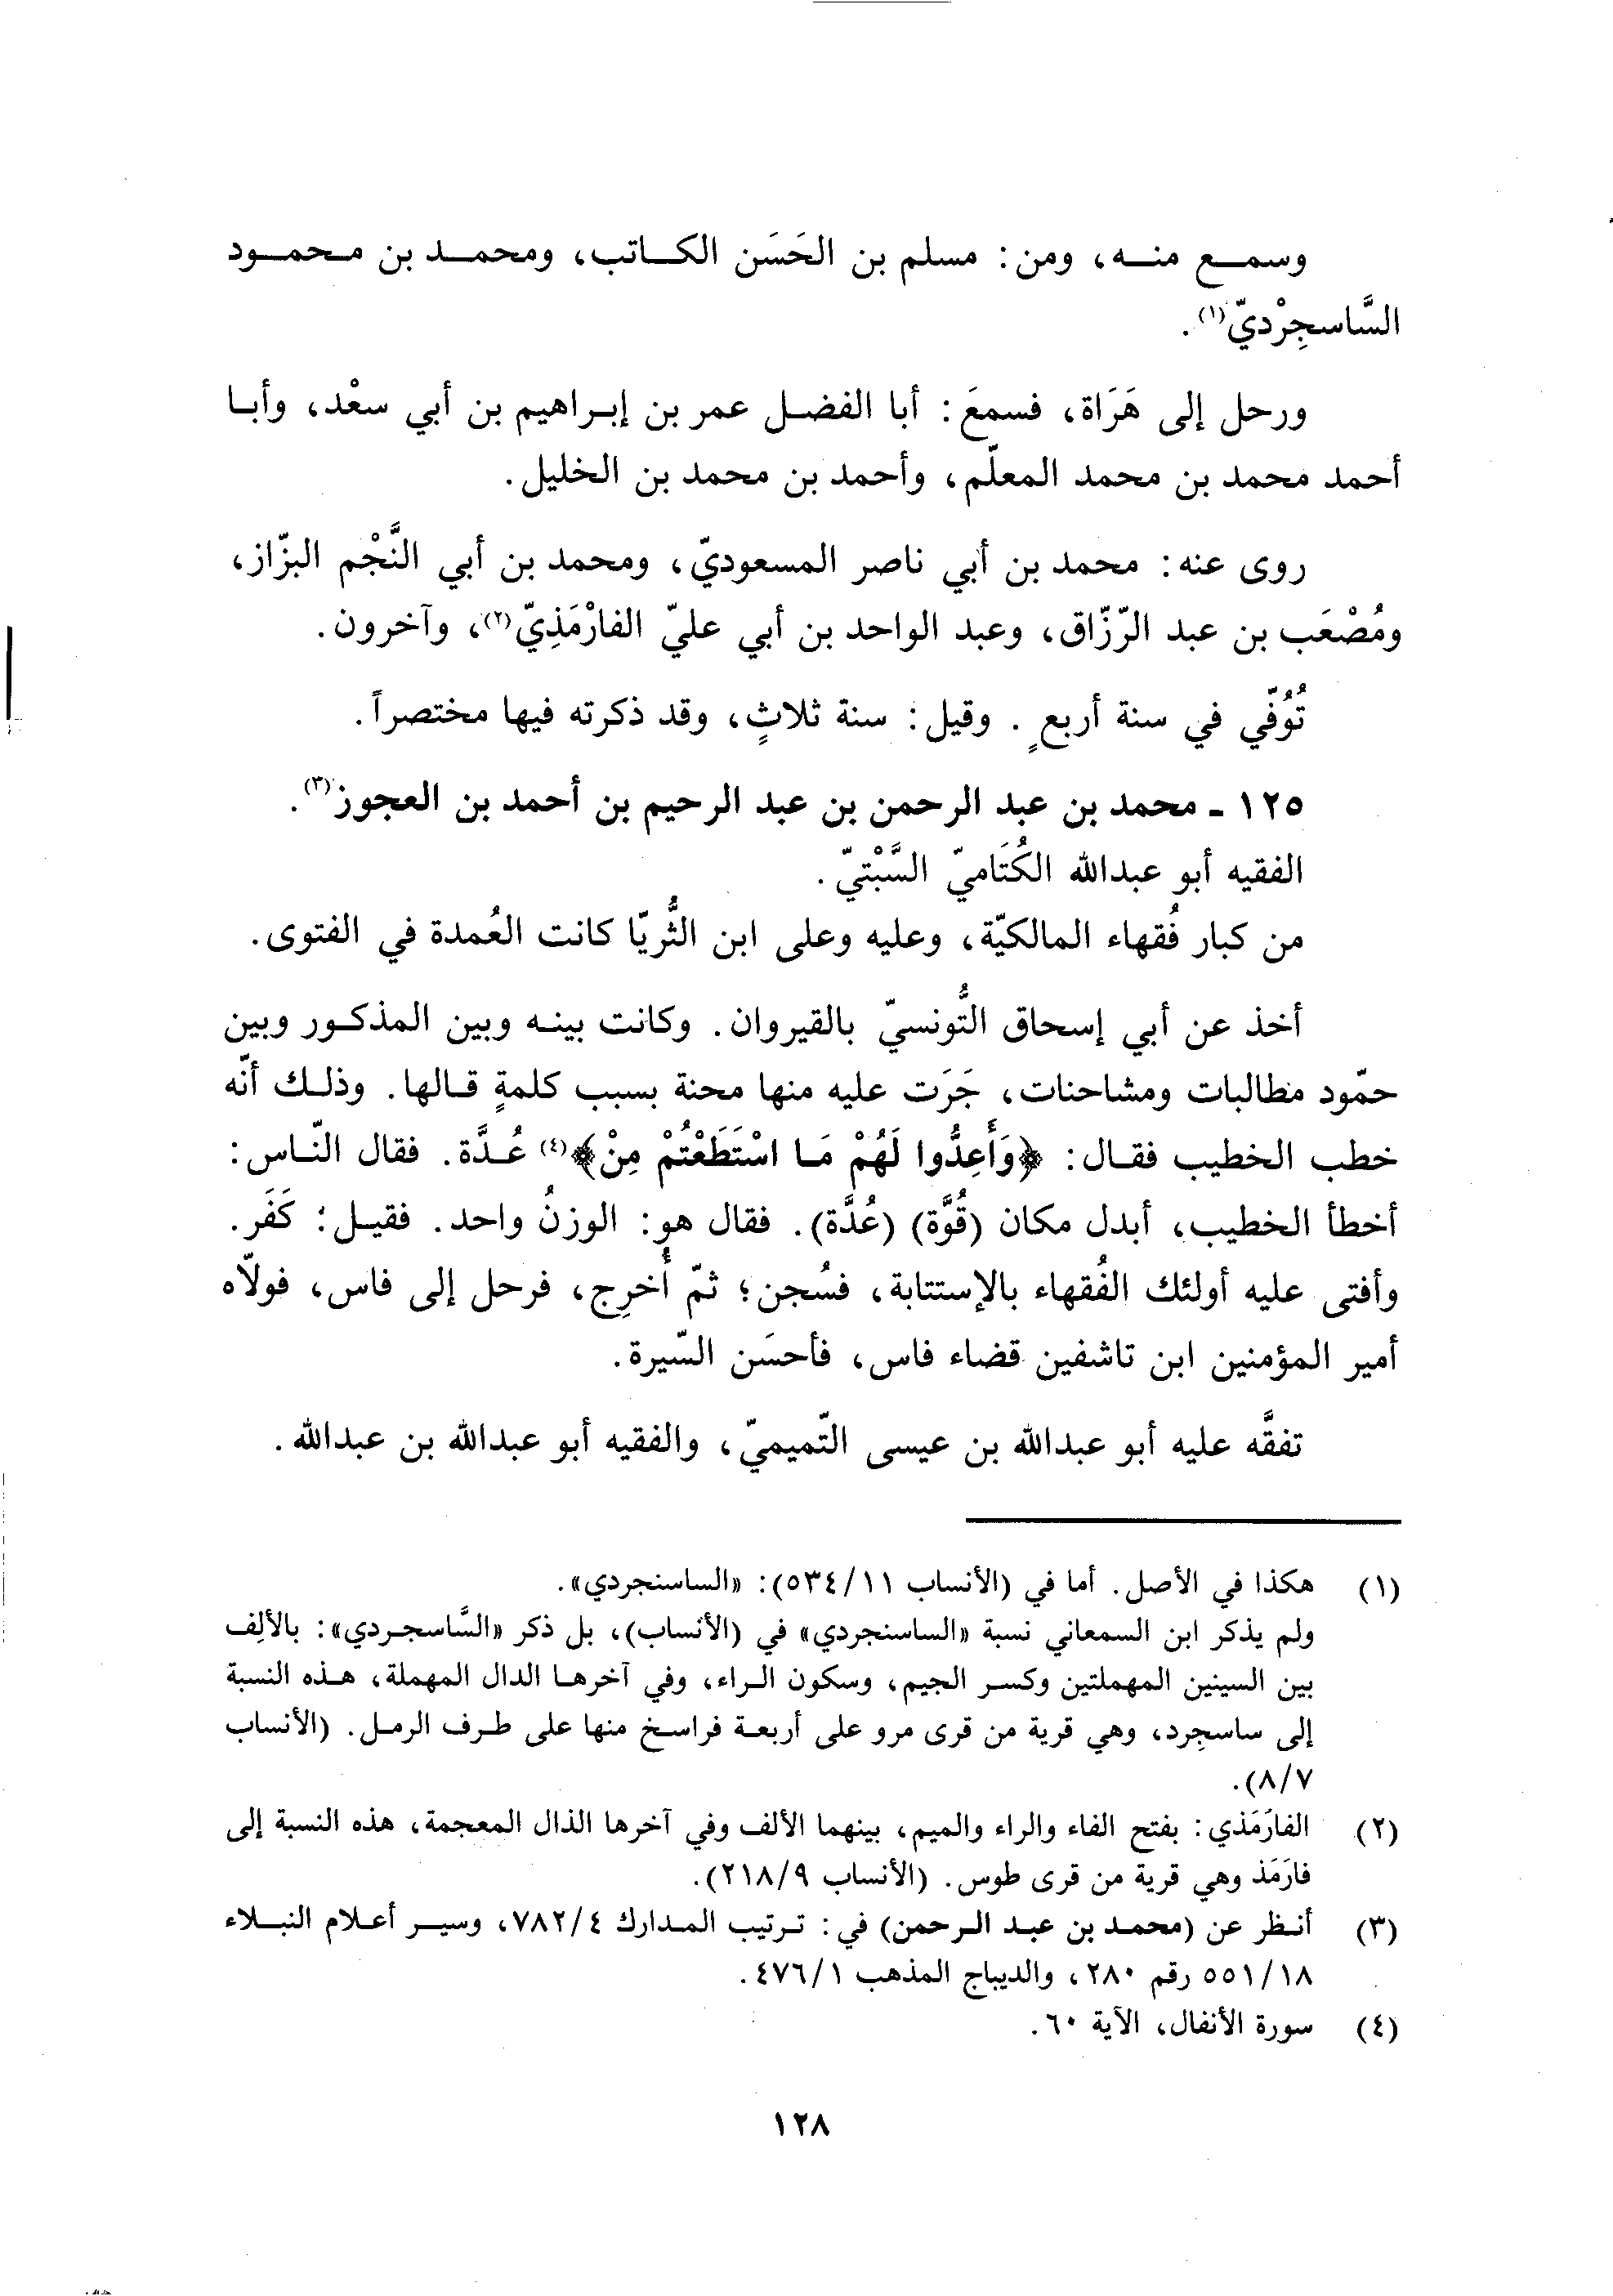 وسمع منه، ومن: مسلم بن الحَسَن الكاتب، ومحمد بن محمود
السَّاسجِرْديّ(١).
ورحل إلى هَرَاة، فسمعَ: أبا الفضل عمر بن إبراهيم بن أبي سعْد، وأبا
أحمد محمد بن محمد المعلّم، وأحمد بن محمد بن الخليل.
روى عنه: محمد بن أبي ناصر المسعوديّ، ومحمد بن أبي النَّجْم البزّاز،
ومُصْعَب بن عبد الرّزّاق، وعبد الواحد بن أبي عليّ الفارْمَذِيّ(٢)، وآخرون.
تُوُفّي في سنة أربعٍ. وقيل: سنة ثلاثٍ، وقد ذكرته فيها مختصراً.
١٢٥ ـ محمد بن عبد الرحمن بن عبد الرحيم بن أحمد بن العجوز(٣).
الفقيه أبو عبدالله الكُتَاميّ السَّبْتيّ.
من كبار فُقهاء المالكيّة، وعليه وعلى ابن الثُّريّا كانت العُمدة في الفتوى.
أخذ عن أبي إسحاق التُّونسيّ بالقيروان. وكانت بينه وبين المذكور وبين
حمّود مطالبات ومشاحنات، جَرَت عليه منها محنة بسبب كلمةٍ قالها. وذلك أنّه
خطب الخطيب فقال: ﴿وَأَعِدُّوا لَهُمْ مَا اسْتَطَعْتُمْ مِنْ﴾(٤) عُدَّة. فقال النّاس:
أخطأ الخطيب، أبدل مكان (قُوَّة) (عُدَّة). فقال هو: الوزنُ واحد. فقيل: كَفَر.
وأفتى عليه أولئك الفُقهاء بالإستتابة، فسُجن؛ ثمّ أُخرِج، فرحل إلى فاس، فولاّه
أمير المؤمنين ابن تاشفين قضاء فاس، فأحسَن السّيرة.
تفقَّه عليه أبو عبدالله بن عيسى التّميميّ، والفقيه أبو عبدالله بن عبدالله.
(١) هكذا في الأصل. أما في (الأنساب ٥٣٤/١١): «الساسنجردي».
ولم يذكر ابن السمعاني نسبة «الساسنجردي» في (الأنساب)، بل ذكر «السَّاسجردي»: بالألِف
بين السينين المهملتين وكسر الجيم، وسكون الراء، وفي آخرها الدال المهملة، هذه النسبة
إلى ساسجِرد، وهي قرية من قرى مرو على أربعة فراسخ منها على طرف الرمل. (الأنساب
٨/٧).
(٢) الفارَمَذي: بفتح الفاء والراء والميم، بينهما الألف وفي آخرها الذال المعجمة، هذه النسبة إلى
فارَمَذ وهي قرية من قرى طوس. (الأنساب ٢١٨/٩).
(٣) أنظر عن (محمد بن عبد الرحمن) في: ترتيب المدارك ٧٨٢/٤، وسير أعلام النبلاء
٥٥١/١٨ رقم ٢٨٠، والديباج المذهب ٤٧٦/١.
(٤) سورة الأنفال، الآية ٦٠.
١٢٨